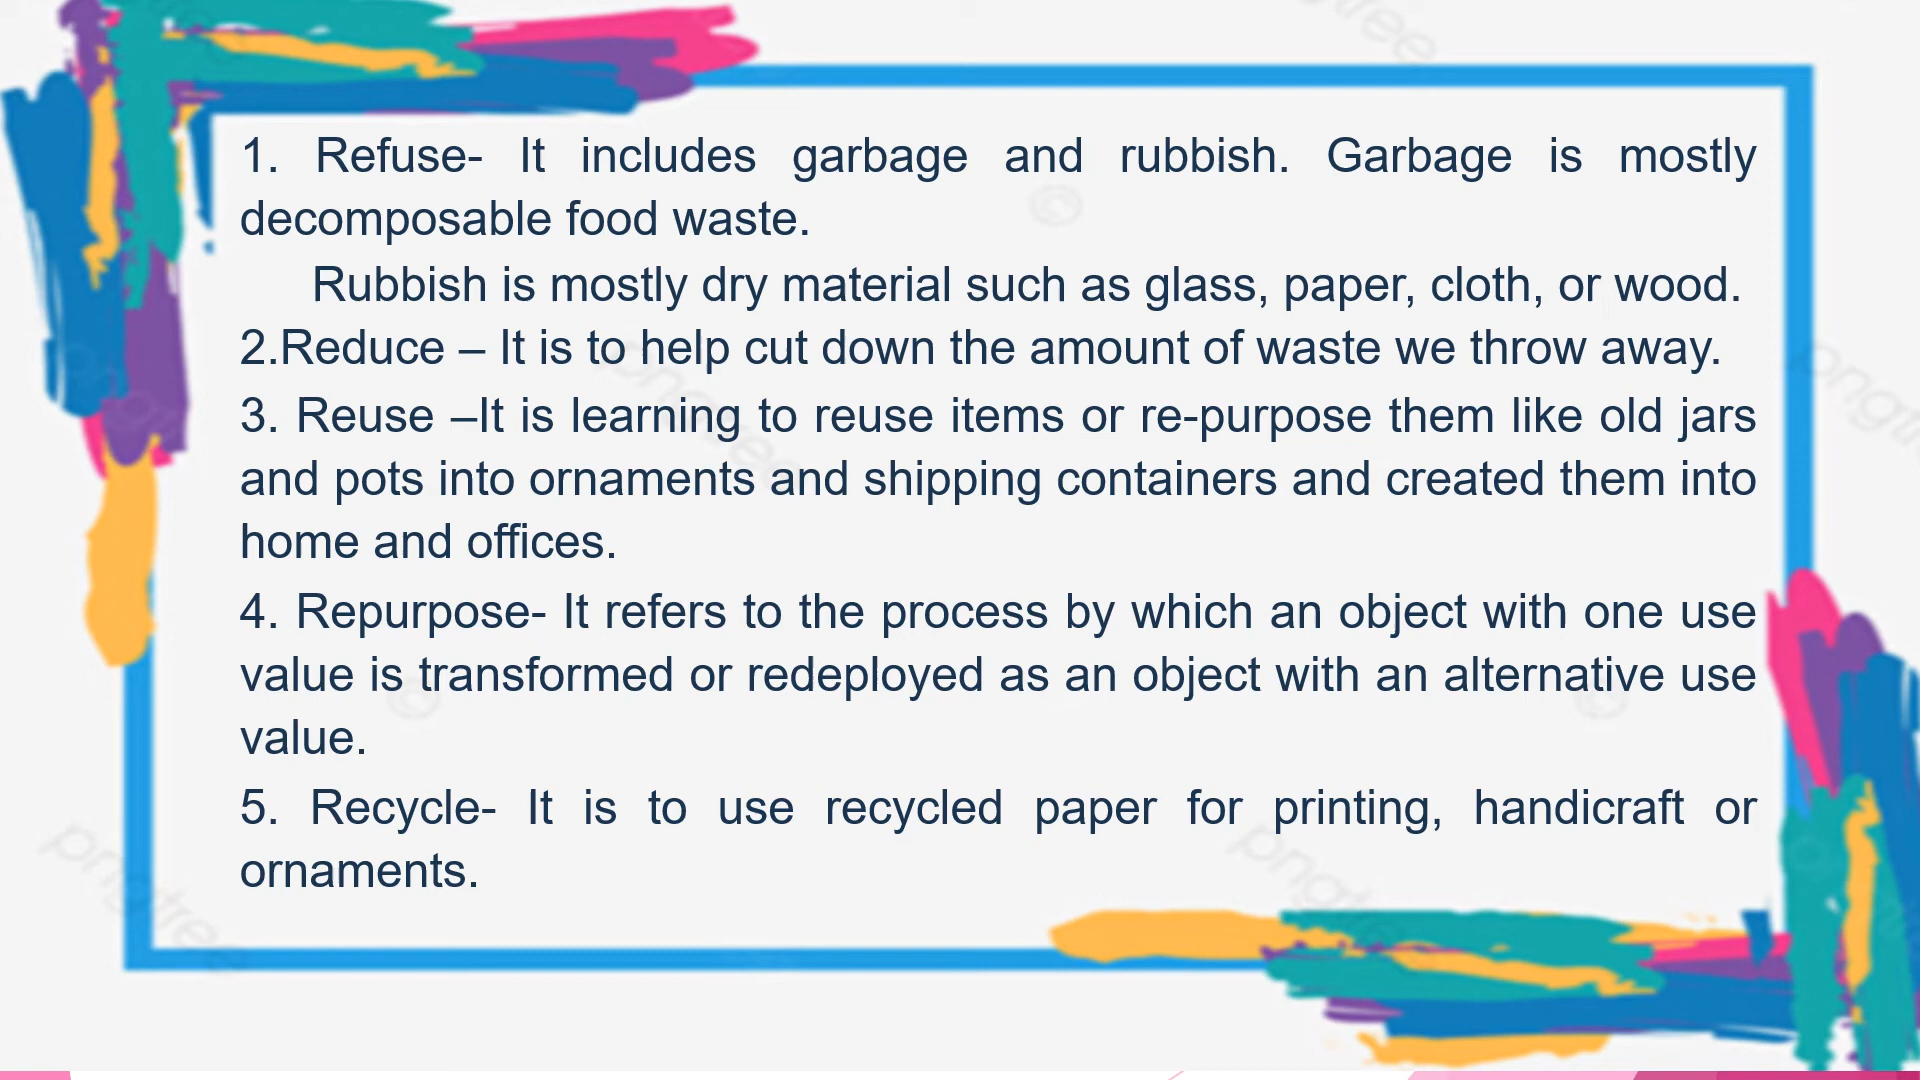 1. Refuse- It includes garbage and rubbish. Garbage is mostly
decomposable food waste.
Rubbish is mostly dry material such as glass, paper, cloth, or wood.
2.Reduce – It is to help cut down the amount of waste we throw away.
3. Reuse –It is learning to reuse items or re-purpose them like old jars
and pots into ornaments and shipping containers and created them into
home and offices.
4. Repurpose- It refers to the process by which an object with one use
value is transformed or redeployed as an object with an alternative use
value.
5. Recycle- It is to use recycled paper for printing, handicraft or
ornaments.